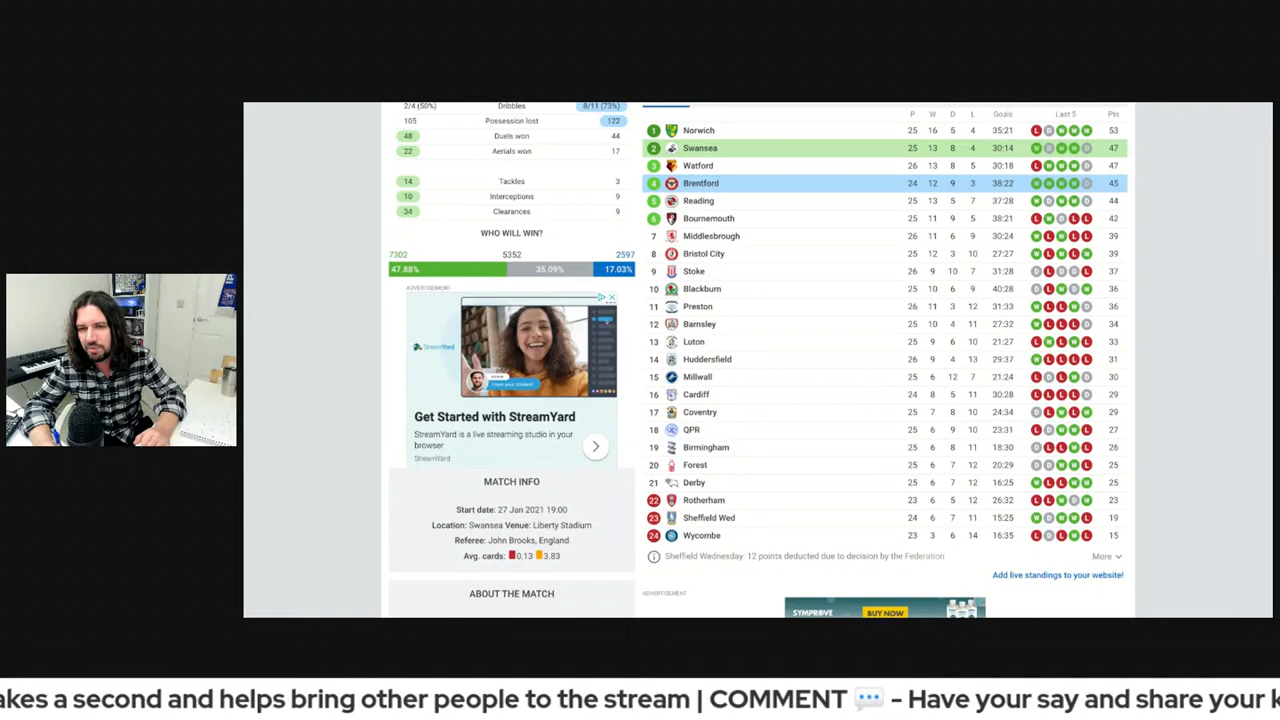 2/4 (50%) Dribbles 8/11 (73%)
105 Possession lost 122
48 Duels won 44
22 Aerials won 17
14 Tackles 3
10 Interceptions 9
34 Clearances 9
WHO WILL WIN?
7302 5352 2597
47.88% 35.09% 17.03%
ADVERTISEMENT
StreamYard
Have your stream!
Get Started with StreamYard
StreamYard is a live streaming studio in your
browser
StreamYard
MATCH INFO
Start date: 27 Jan 2021 19:00
Location: Swansea Venue: Liberty Stadium
Referee: John Brooks, England
Avg. cards: 0.13 3.83
ABOUT THE MATCH
P W D L Goals Last 5 Pts
1 Norwich 25 16 5 4 35:21 L D W W W 53
2 Swansea 25 13 8 4 30:14 W D W W D 47
3 Watford 26 13 8 5 30:18 L W W W D 47
4 Brentford 24 12 9 3 38:22 W W W W D 45
5 Reading 25 13 5 7 37:28 W D W W D 44
6 Bournemouth 25 11 9 5 38:21 L W D L L 42
7 Middlesbrough 26 11 6 9 30:24 W L W L L 39
8 Bristol City 25 12 3 10 27:27 W L W W L 39
9 Stoke 26 9 10 7 31:28 D L D D L 37
10 Blackburn 25 10 6 9 40:28 D L W D W 36
11 Preston 26 11 3 12 31:33 W L L W D 36
12 Barnsley 25 10 4 11 27:32 W L L L D 34
13 Luton 25 9 6 10 21:27 L W L W L 33
14 Huddersfield 26 9 4 13 29:37 W L L L L 31
15 Millwall 25 6 12 7 21:24 L D L W D 30
16 Cardiff 24 8 5 11 30:28 L L L L D 29
17 Coventry 25 7 8 10 24:34 D L W L W 29
18 QPR 25 6 9 10 23:31 L D W W L 27
19 Birmingham 25 6 8 11 18:30 D L L W L 26
20 Forest 25 6 7 12 20:29 D D W W L 25
21 Derby 25 6 7 12 16:25 W L L W W 25
22 Rotherham 23 6 5 12 26:32 L L W D W 23
23 Sheffield Wed 24 6 7 11 15:25 W D W W L 19
24 Wycombe 23 3 6 14 16:35 L D L W L 15
Sheffield Wednesday: 12 points deducted due to decision by the Federation More
Add live standings to your website!
ADVERTISEMENT
SYMPROVE BUY NOW
akes a second and helps bring other people to the stream | COMMENT 💬 - Have your say and share your k